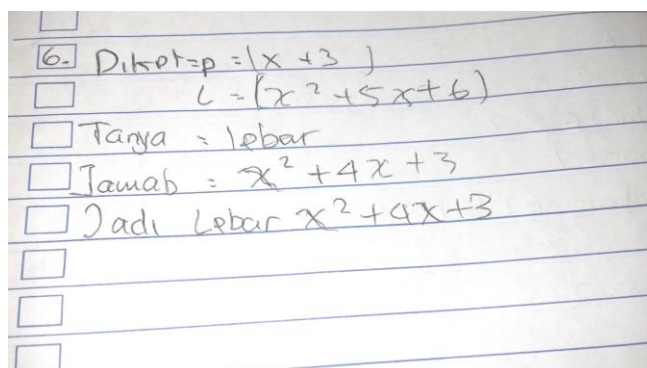 6. Diket=p = (x + 3)
L = (x² + 5x + 6)
Tanya = lebar
Jawab = x² + 4x + 3
Jadi Lebar x² + 4x + 3